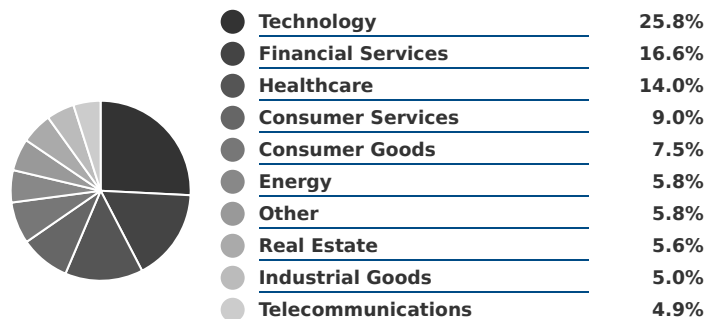 Technology 25.8%
Financial Services 16.6%
Healthcare 14.0%
Consumer Services 9.0%
Consumer Goods 7.5%
Energy 5.8%
Other 5.8%
Real Estate 5.6%
Industrial Goods 5.0%
Telecommunications 4.9%